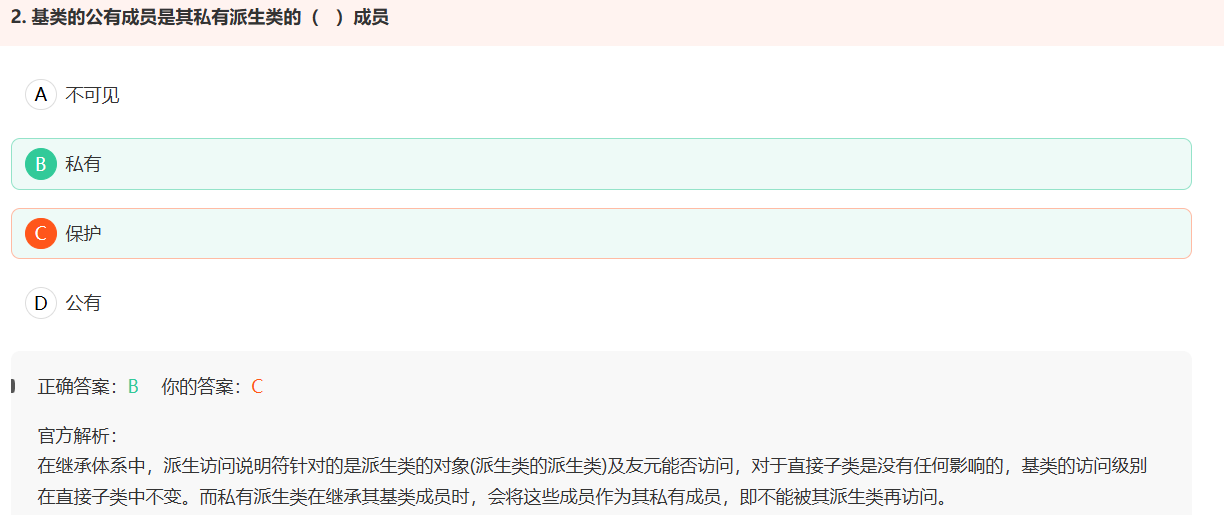 2. 基类的公有成员是其私有派生类的（ ）成员
A 不可见
B 私有
C 保护
D 公有
正确答案：B 你的答案：C
官方解析：
在继承体系中，派生访问说明符针对的是派生类的对象(派生类的派生类)及友元能否访问，对于直接子类是没有任何影响的，基类的访问级别
在直接子类中不变。而私有派生类在继承其基类成员时，会将这些成员作为其私有成员，即不能被其派生类再访问。